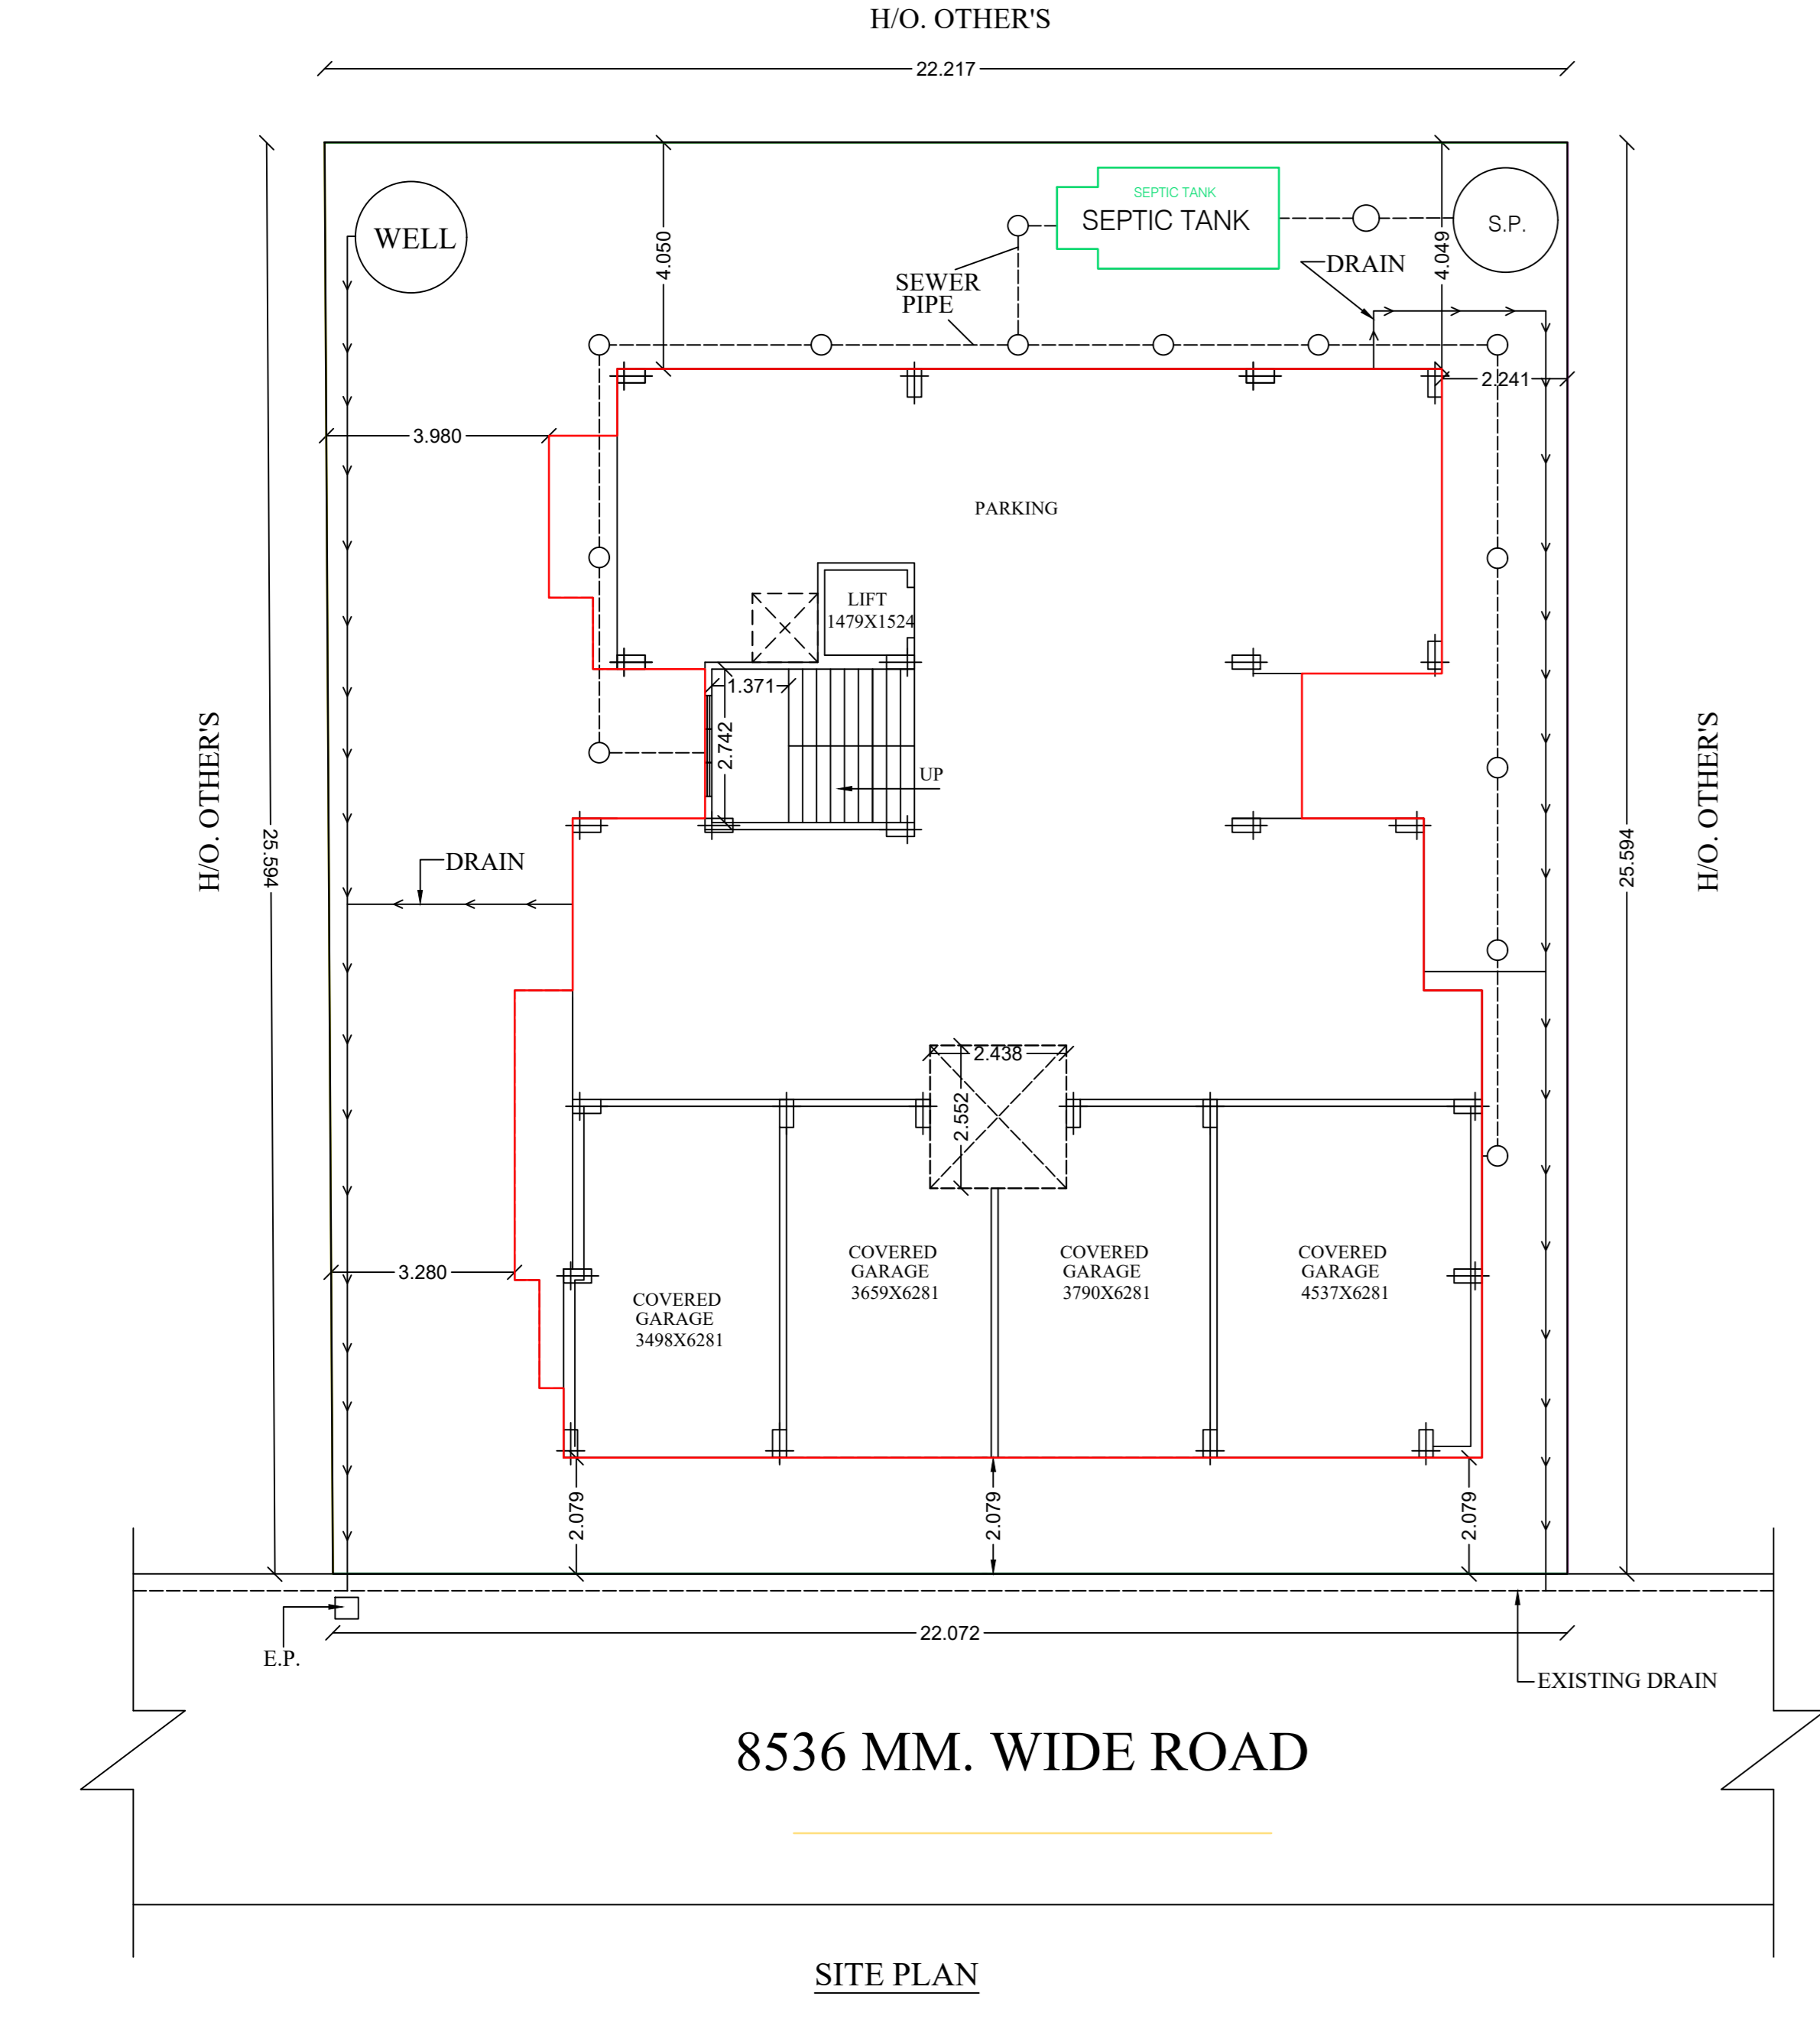 H/O. OTHER'S
22.217
SEPTIC TANK
SEPTIC TANK
WELL
S.P.
4.050
4.049
DRAIN
SEWER
PIPE
2.241
3.980
PARKING
LIFT
1479X1524
1.371
2.742
UP
H/O. OTHER'S
25.594
25.594
H/O. OTHER'S
DRAIN
2.438
2.552
3.280
COVERED
GARAGE
3498X6281
COVERED
GARAGE
3659X6281
COVERED
GARAGE
3790X6281
COVERED
GARAGE
4537X6281
2.079
2.079
2.079
22.072
E.P.
EXISTING DRAIN
8536 MM. WIDE ROAD
SITE PLAN